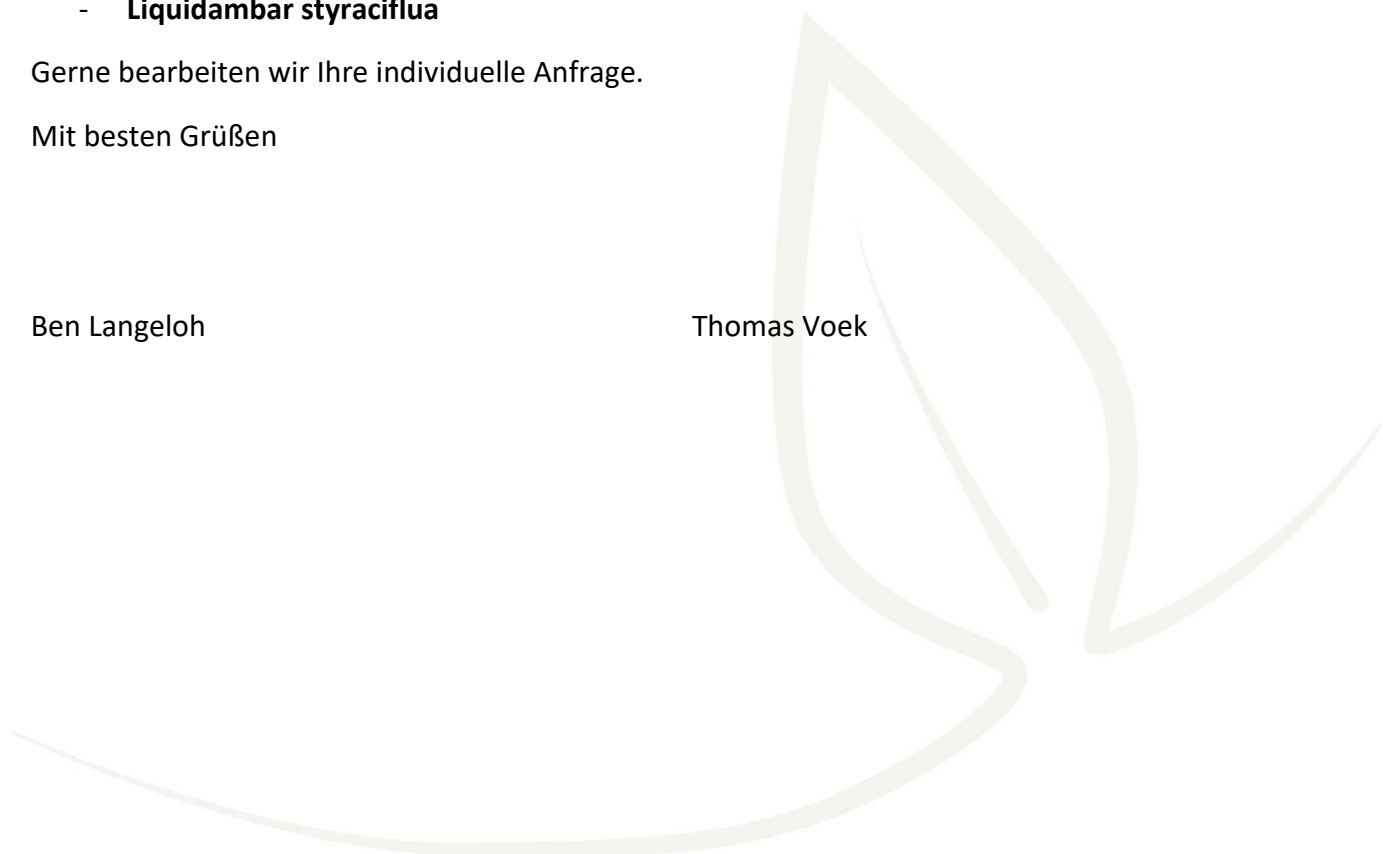 - Liquidambar styraciflua
Gerne bearbeiten wir Ihre individuelle Anfrage.
Mit besten Grüßen
Ben Langeloh Thomas Voek